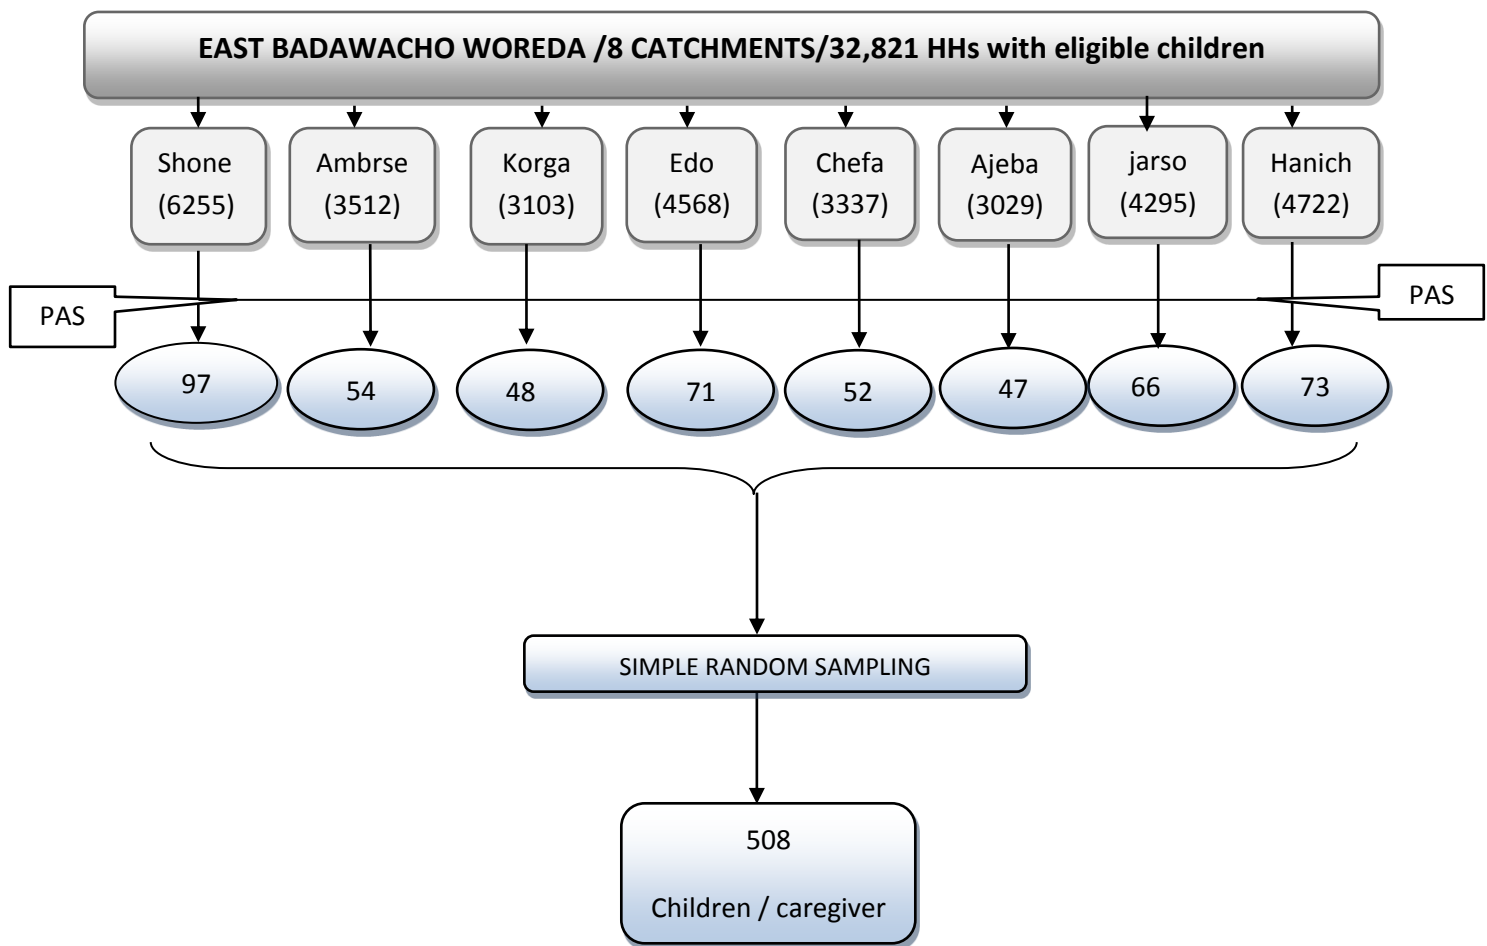 EAST BADAWACHO WOREDA /8 CATCHMENTS/32,821 HHs with eligible children
Shone
(6255)
Ambrse
(3512)
Korga
(3103)
Edo
(4568)
Chefa
(3337)
Ajeba
(3029)
jarso
(4295)
Hanich
(4722)
PAS
PAS
97
54
48
71
52
47
66
73
SIMPLE RANDOM SAMPLING
508
Children / caregiver